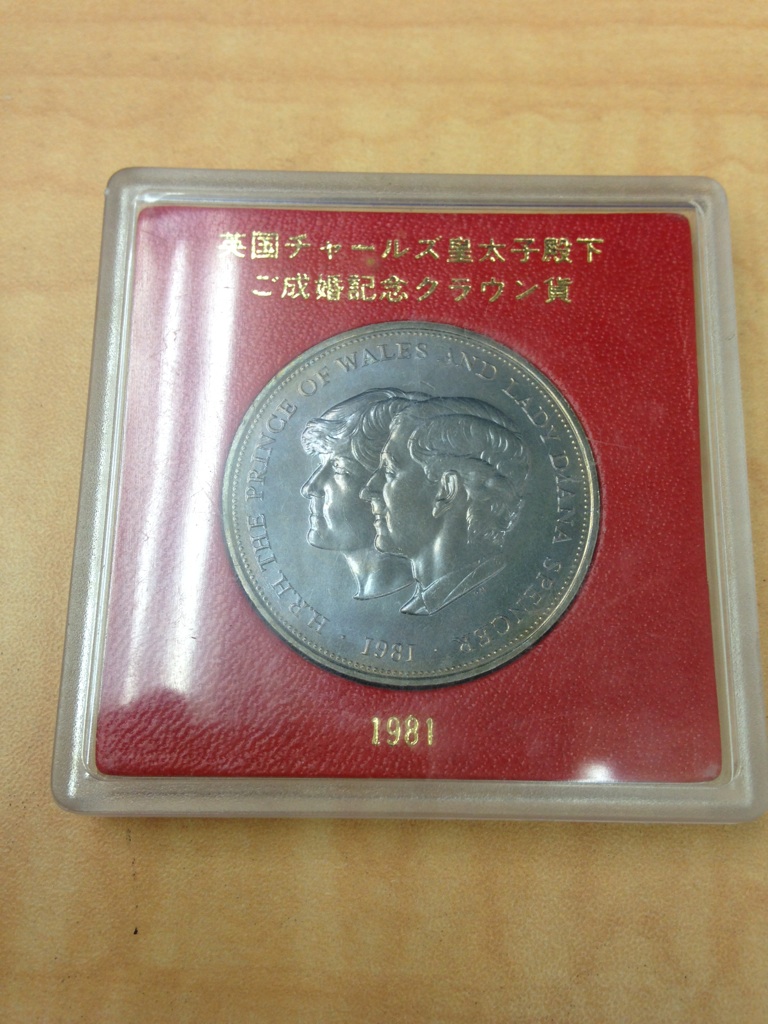 英国チャールズ皇太子殿下
ご成婚記念クラウン貨
H.R.H. THE PRINCE OF WALES AND LADY DIANA SPENCER
· 1981 ·
1981